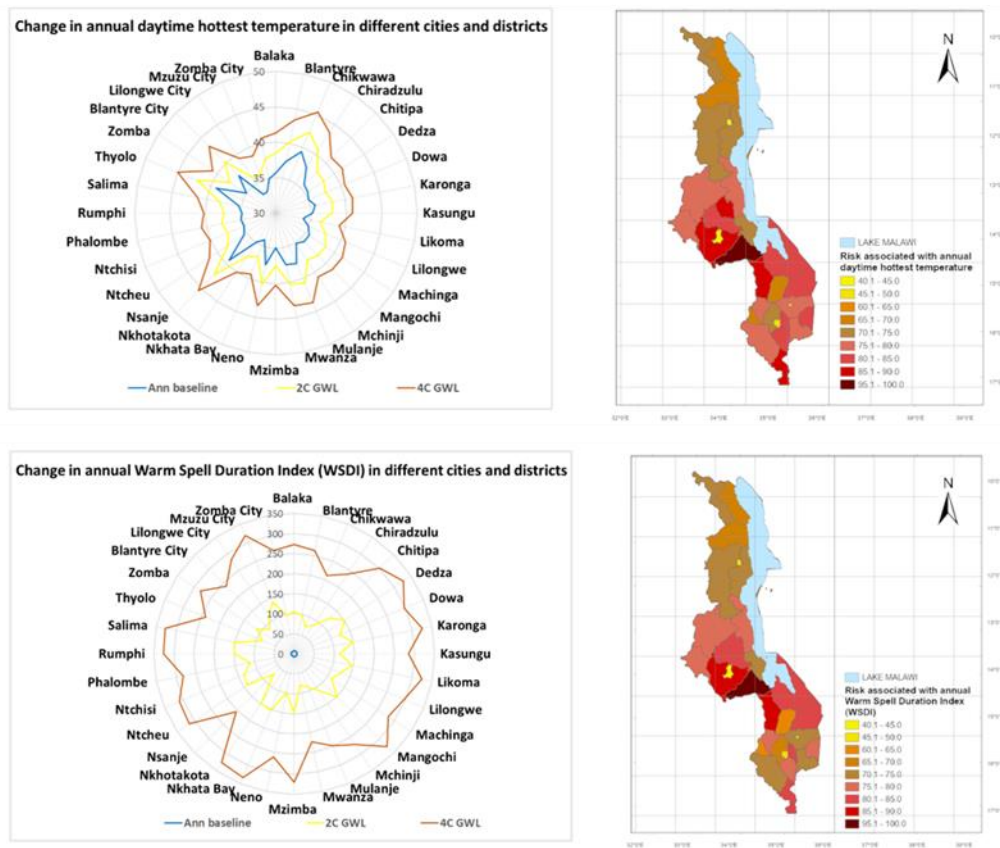 Change in annual daytime hottest temperature in different cities and districts
Balaka
Blantyre
Chikwawa
Chiradzulu
Chitipa
Dedza
Dowa
Karonga
Kasungu
Likoma
Lilongwe
Machinga
Mangochi
Mchinji
Mulanje
Mwanza
Mzimba
Neno
Nkhata Bay
Nkhotakota
Nsanje
Ntcheu
Ntchisi
Phalombe
Rumphi
Salima
Thyolo
Zomba
Blantyre City
Lilongwe City
Mzuzu City
Zomba City
50
45
40
35
30
Ann baseline
2C GWL
4C GWL
N
LAKE MALAWI
Risk associated with annual
daytime hottest temperature
40.1 - 45.0
45.1 - 50.0
60.1 - 65.0
65.1 - 70.0
70.1 - 75.0
75.1 - 80.0
80.1 - 85.0
85.1 - 90.0
95.1 - 100.0
Change in annual Warm Spell Duration Index (WSDI) in different cities and districts
Balaka
Blantyre
Chikwawa
Chiradzulu
Chitipa
Dedza
Dowa
Karonga
Kasungu
Likoma
Lilongwe
Machinga
Mangochi
Mchinji
Mulanje
Mwanza
Mzimba
Neno
Nkhata Bay
Nkhotakota
Nsanje
Ntcheu
Ntchisi
Phalombe
Rumphi
Salima
Thyolo
Zomba
Blantyre City
Lilongwe City
Mzuzu City
Zomba City
350
300
250
200
150
100
50
0
Ann baseline
2C GWL
4C GWL
N
LAKE MALAWI
Risk associated with annual
Warm Spell Duration Index
(WSDI)
40.1 - 45.0
45.1 - 50.0
60.1 - 65.0
65.1 - 70.0
70.1 - 75.0
75.1 - 80.0
80.1 - 85.0
85.1 - 90.0
95.1 - 100.0